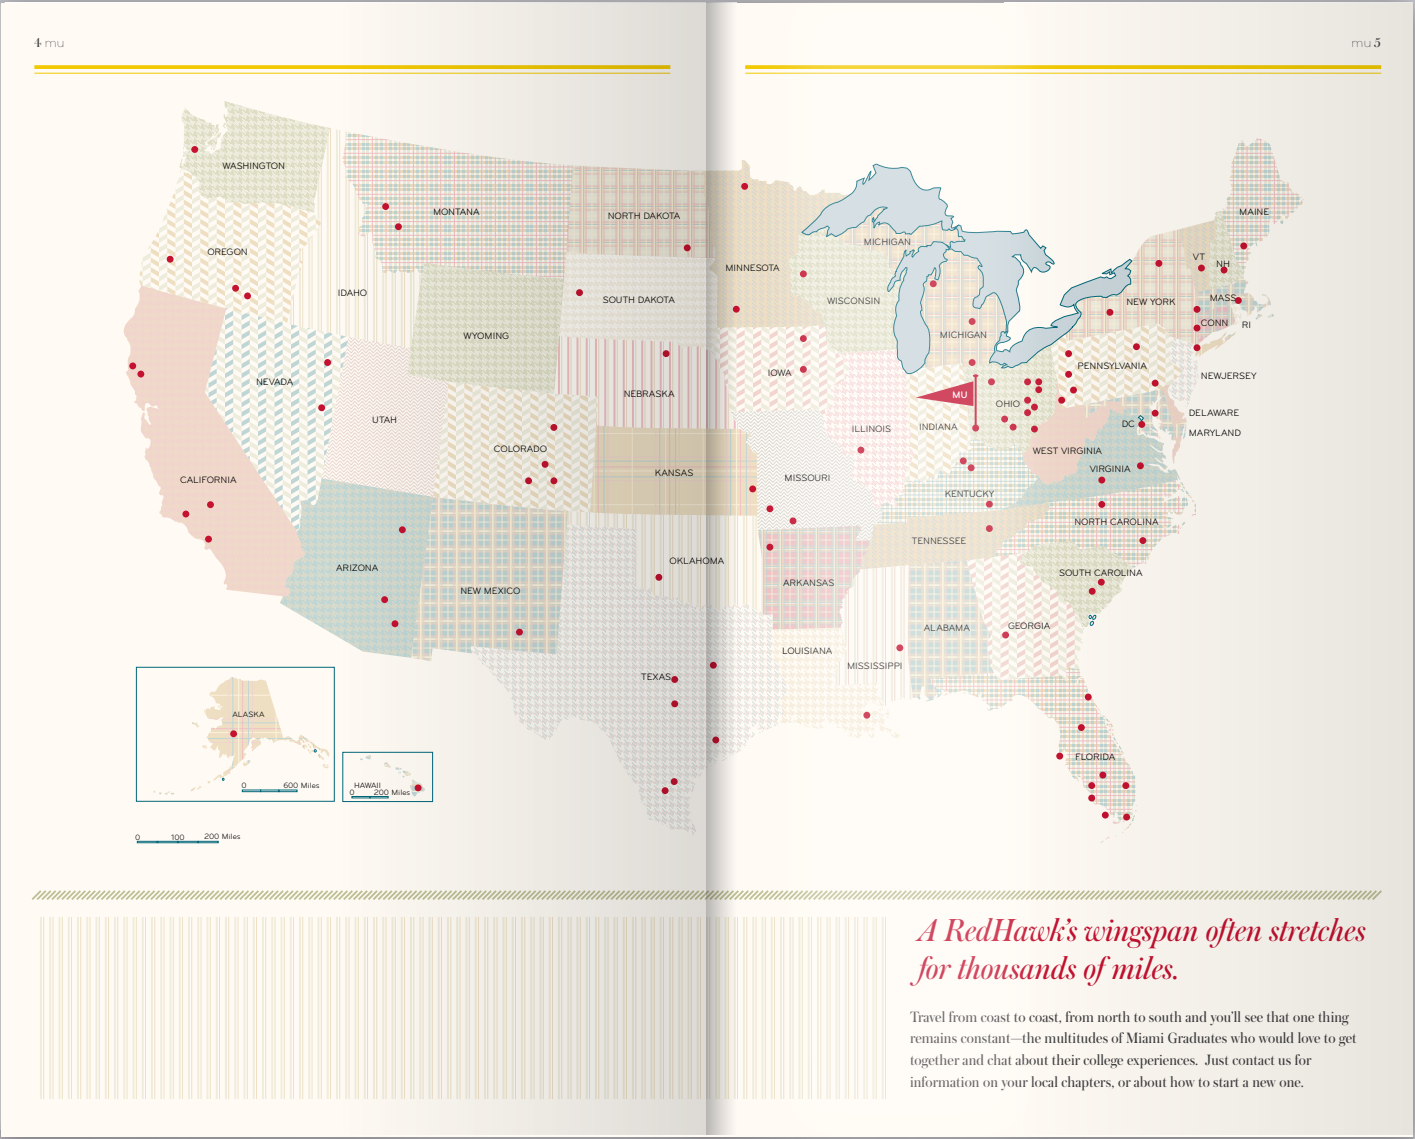 4 mu
mu 5
WASHINGTON
MONTANA
NORTH DAKOTA
MAINE
OREGON
MICHIGAN
VT
NH
MINNESOTA
IDAHO
SOUTH DAKOTA
WISCONSIN
NEW YORK
MASS
CONN
RI
WYOMING
MICHIGAN
NEVADA
IOWA
PENNSYLVANIA
NEWJERSEY
NEBRASKA
MU
OHIO
UTAH
ILLINOIS
INDIANA
DELAWARE
DC
MARYLAND
COLORADO
WEST VIRGINIA
CALIFORNIA
KANSAS
MISSOURI
VIRGINIA
KENTUCKY
NORTH CAROLINA
TENNESSEE
ARIZONA
OKLAHOMA
SOUTH CAROLINA
NEW MEXICO
ARKANSAS
ALABAMA
GEORGIA
LOUISIANA
MISSISSIPPI
TEXAS
ALASKA
FLORIDA
0 600 Miles
HAWAII
0 200 Miles
0 100 200 Miles
A RedHawk's wingspan often stretches
for thousands of miles.
Travel from coast to coast, from north to south and you'll see that one thing
remains constant—the multitudes of Miami Graduates who would love to get
together and chat about their college experiences. Just contact us for
information on your local chapters, or about how to start a new one.